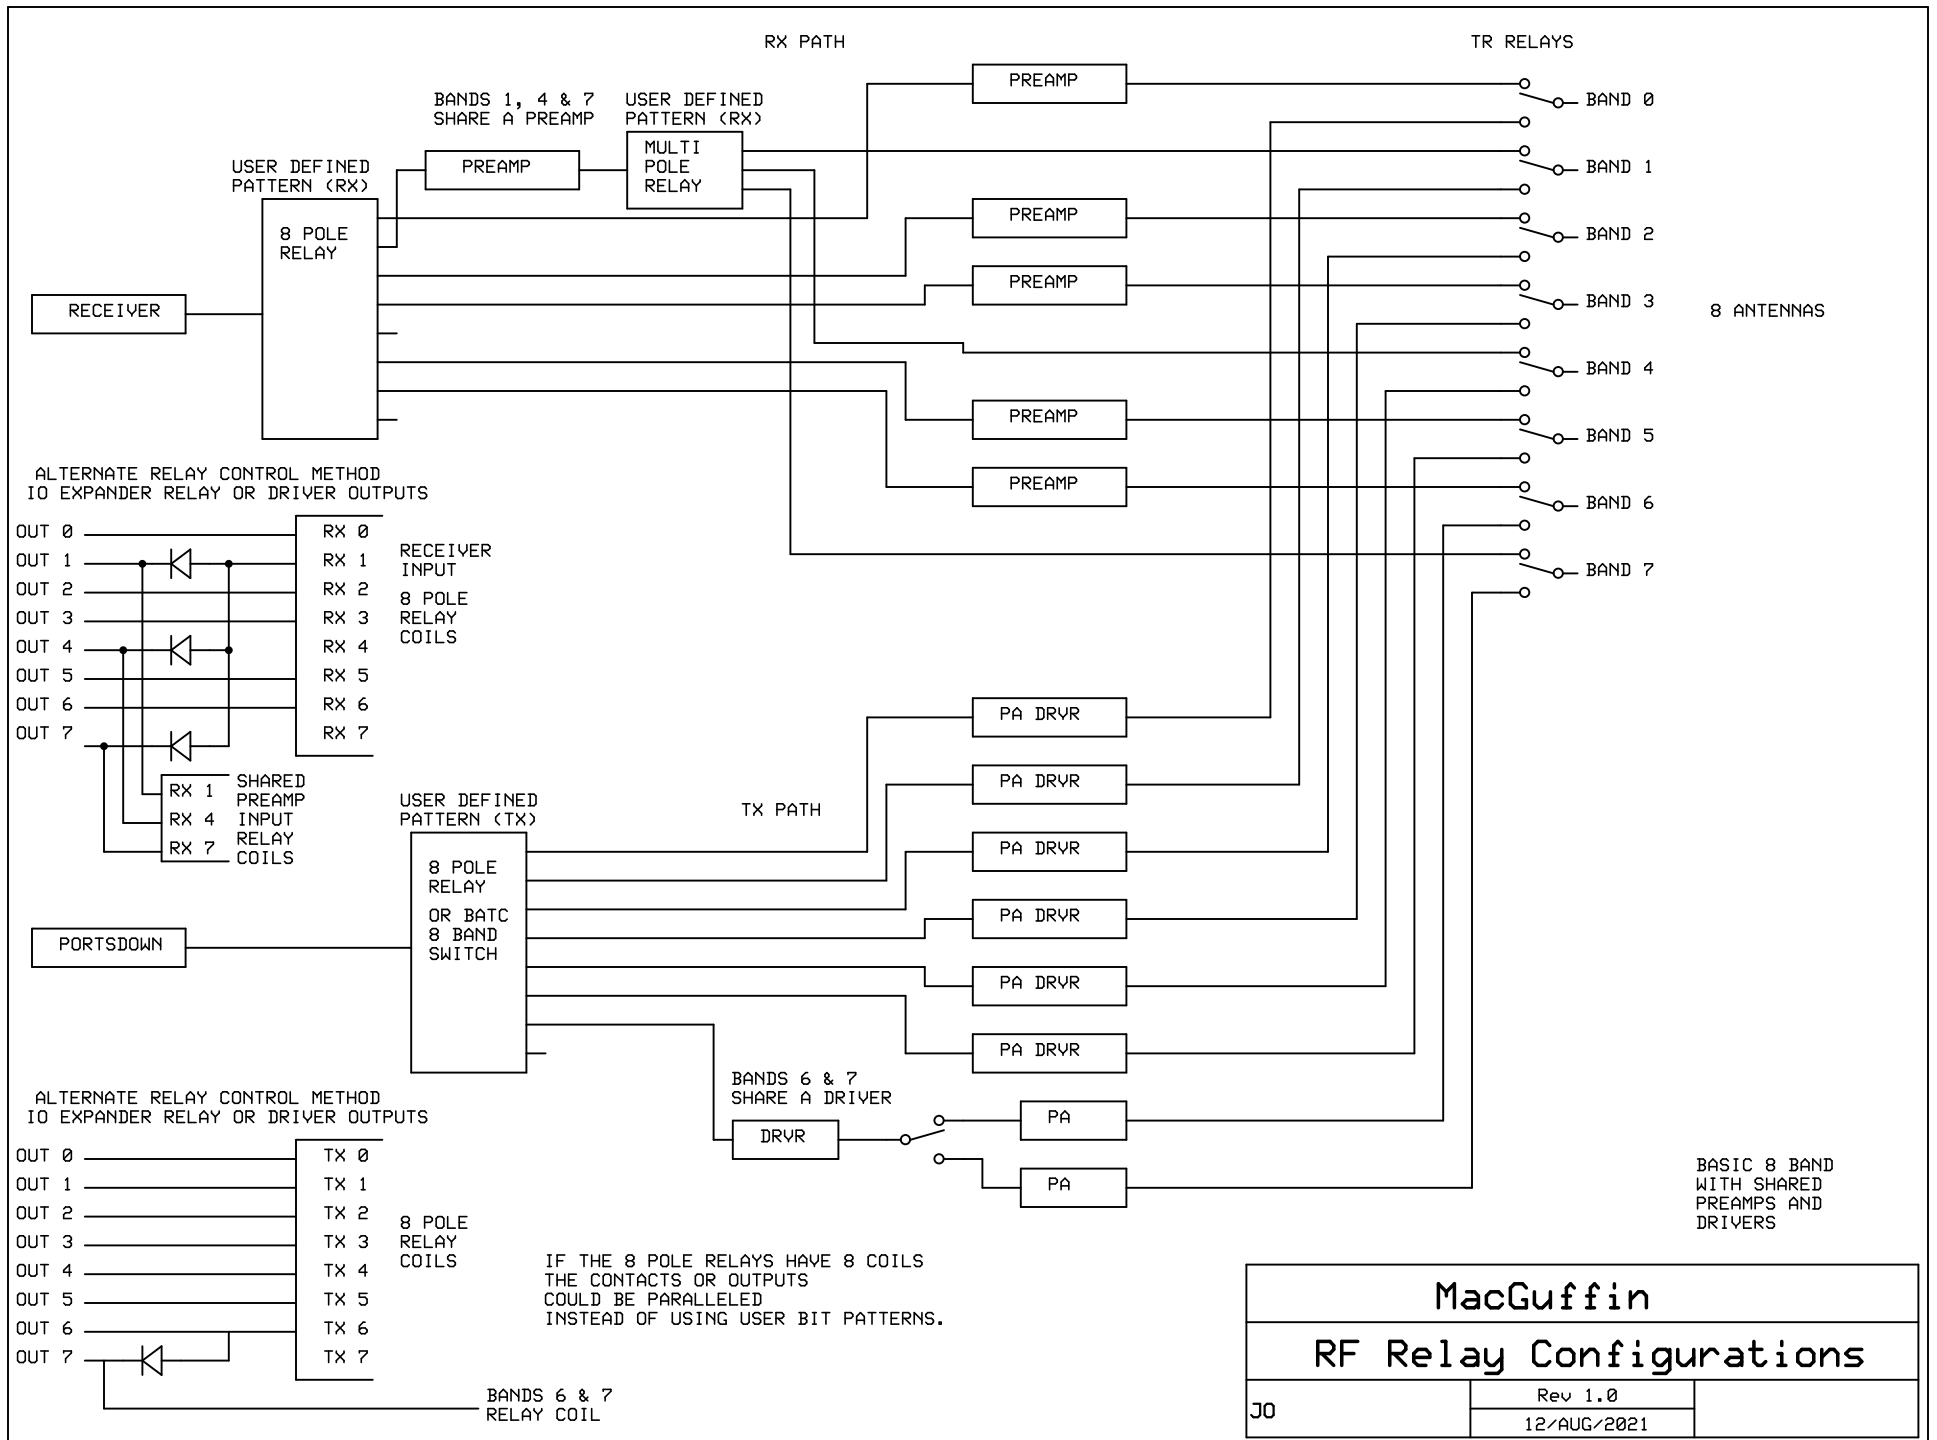 RX PATH
TR RELAYS
PREAMP
BAND 0
BANDS 1, 4 & 7
SHARE A PREAMP
USER DEFINED
PATTERN (RX)
MULTI
POLE
RELAY
PREAMP
BAND 1
USER DEFINED
PATTERN (RX)
8 POLE
RELAY
PREAMP
BAND 2
PREAMP
BAND 3
RECEIVER
8 ANTENNAS
BAND 4
PREAMP
BAND 5
PREAMP
BAND 6
BAND 7
ALTERNATE RELAY CONTROL METHOD
IO EXPANDER RELAY OR DRIVER OUTPUTS
OUT 0
RX 0
OUT 1
RX 1
OUT 2
RX 2
OUT 3
RX 3
OUT 4
RX 4
OUT 5
RX 5
OUT 6
RX 6
OUT 7
RX 7
RECEIVER
INPUT
8 POLE
RELAY
COILS
RX 1
RX 4
RX 7
SHARED
PREAMP
INPUT
RELAY
COILS
USER DEFINED
PATTERN (TX)
TX PATH
8 POLE
RELAY
OR BATC
8 BAND
SWITCH
PORTSDOWN
PA DRVR
PA DRVR
PA DRVR
PA DRVR
PA DRVR
PA DRVR
BANDS 6 & 7
SHARE A DRIVER
DRVR
PA
PA
ALTERNATE RELAY CONTROL METHOD
IO EXPANDER RELAY OR DRIVER OUTPUTS
OUT 0
TX 0
OUT 1
TX 1
OUT 2
TX 2
OUT 3
TX 3
OUT 4
TX 4
OUT 5
TX 5
OUT 6
TX 6
OUT 7
TX 7
8 POLE
RELAY
COILS
BANDS 6 & 7
RELAY COIL
IF THE 8 POLE RELAYS HAVE 8 COILS
THE CONTACTS OR OUTPUTS
COULD BE PARALLELED
INSTEAD OF USING USER BIT PATTERNS.
BASIC 8 BAND
WITH SHARED
PREAMPS AND
DRIVERS
MacGuffin
RF Relay Configurations
JO
Rev 1.0
12/AUG/2021